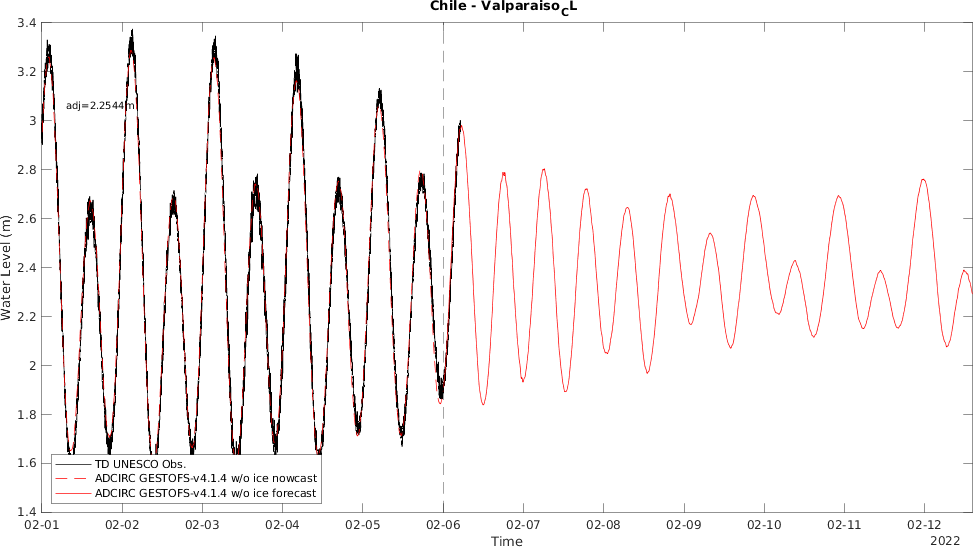 Chile - Valparaiso_CL
3.4
3.2
3
2.8
2.6
2.4
2.2
2
1.8
1.6
1.4
Water Level (m)
adj=2.2544m
TD UNESCO Obs.
ADCIRC GESTOFS-v4.1.4 w/o ice nowcast
ADCIRC GESTOFS-v4.1.4 w/o ice forecast
02-01 02-02 02-03 02-04 02-05 02-06 02-07 02-08 02-09 02-10 02-11 02-12
Time
2022